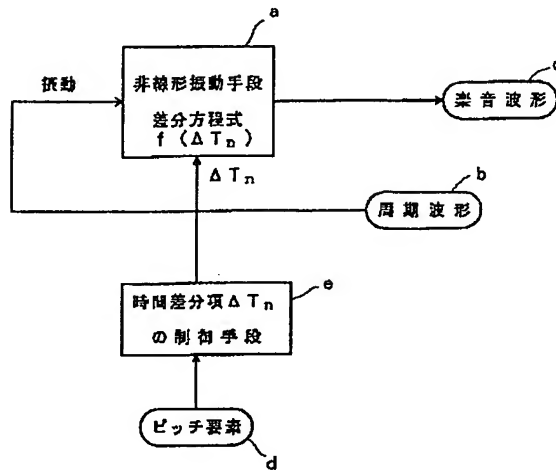 a
振動
非線形振動手段
差分方程式
f (ΔTn)
c
楽音波形
ΔTn
b
周期波形
e
時間差分項ΔTn
の制御手段
ピッチ要素
d